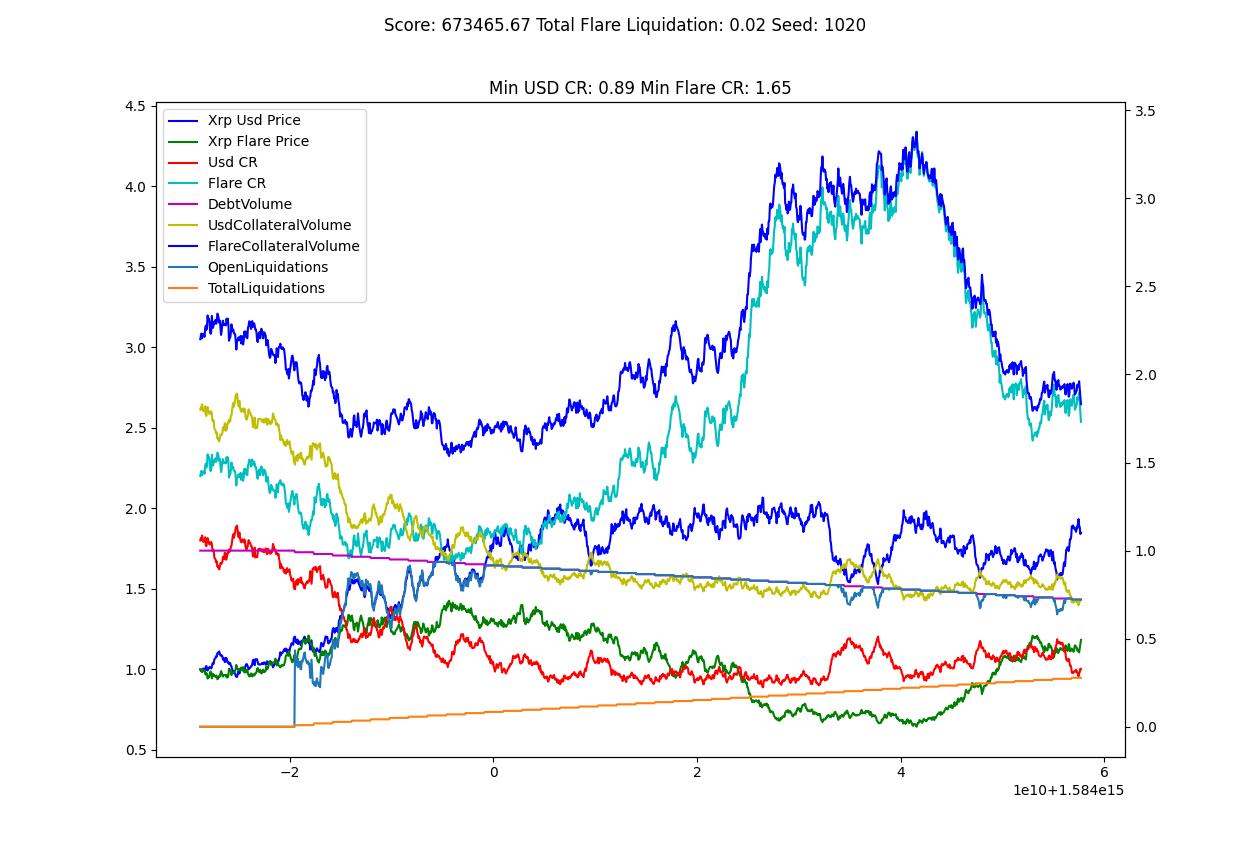 Score: 673465.67 Total Flare Liquidation: 0.02 Seed: 1020
Min USD CR: 0.89 Min Flare CR: 1.65
Xrp Usd Price
Xrp Flare Price
Usd CR
Flare CR
DebtVolume
UsdCollateralVolume
FlareCollateralVolume
OpenLiquidations
TotalLiquidations
4.5
4.0
3.5
3.0
2.5
2.0
1.5
1.0
0.5
3.5
3.0
2.5
2.0
1.5
1.0
0.5
0.0
−2
0
2
4
6
1e10+1.584e15